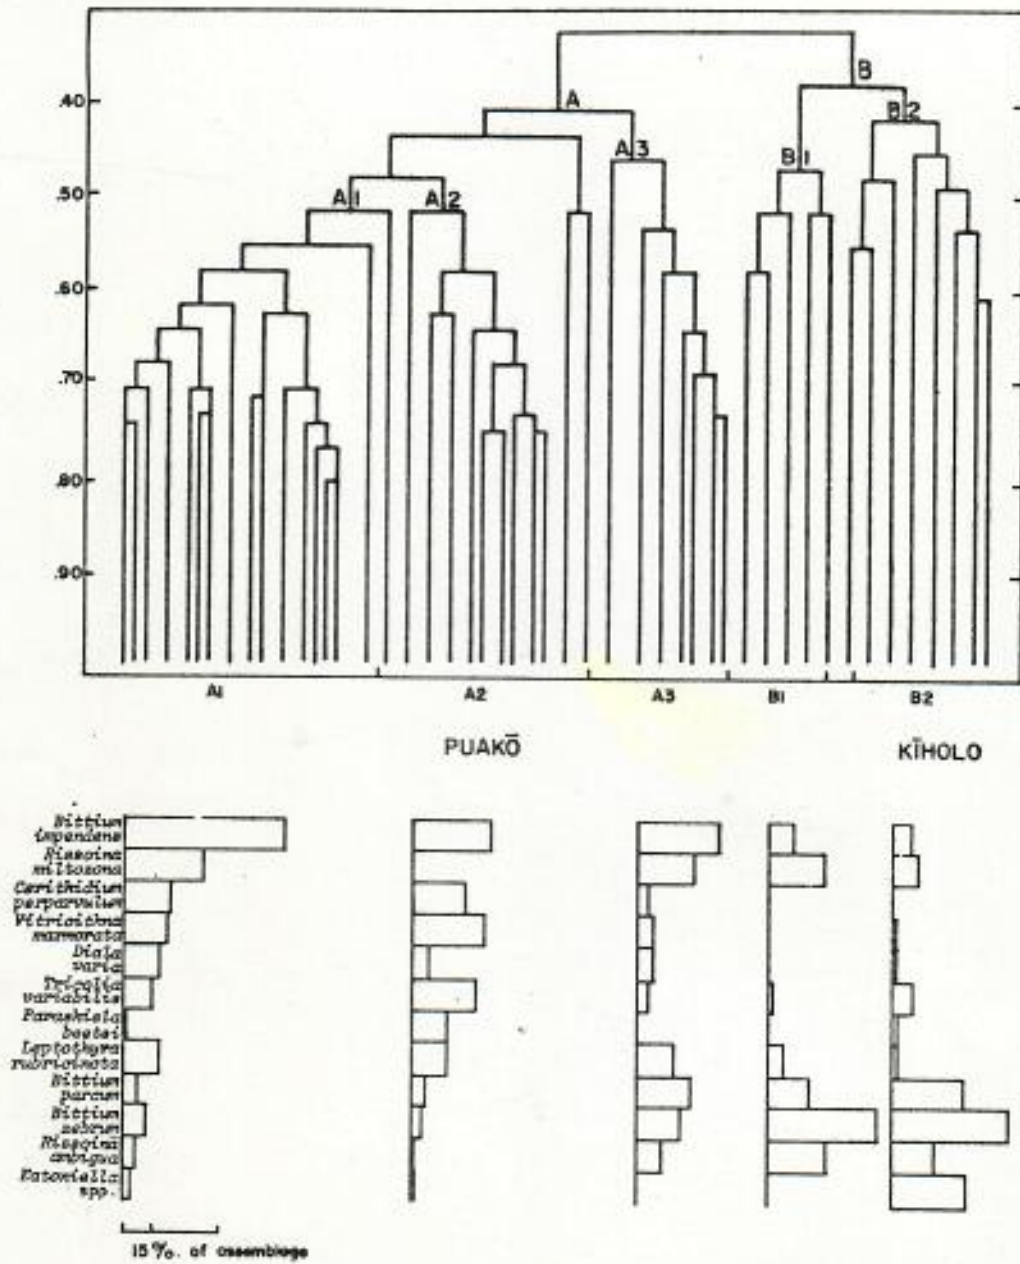 A
B
.40
B2
A3
B1
.50
A1
A2
.60
.70
.80
.90
A1
A2
A3
B1
B2
PUAKŌ
KĪHOLO
Bittium
impendens
Rissoina
miltozona
Cerithidium
perparvulum
Vitricithna
marmorata
Diala
varia
Tricolia
variabilis
Parashiela
beetsi
Leptothyra
rubricincta
Bittium
parcum
Bittium
zebrum
Rissoina
ambigua
spp.
15 %. of assemblage